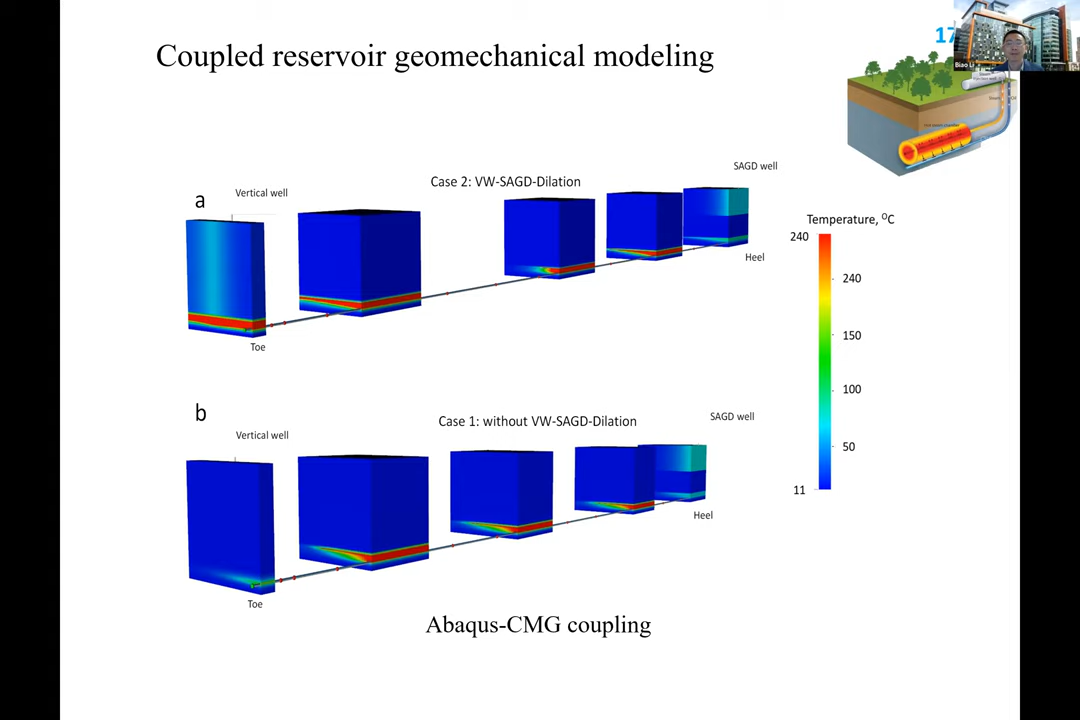 Coupled reservoir geomechanical modeling
17
Biao Li
SAGD well
Case 2: VW-SAGD-Dilation
Vertical well
a
Temperature, °C
240
Heel
240
150
Toe
100
b
SAGD well
Case 1: without VW-SAGD-Dilation
Vertical well
50
11
Heel
Toe
Abaqus-CMG coupling